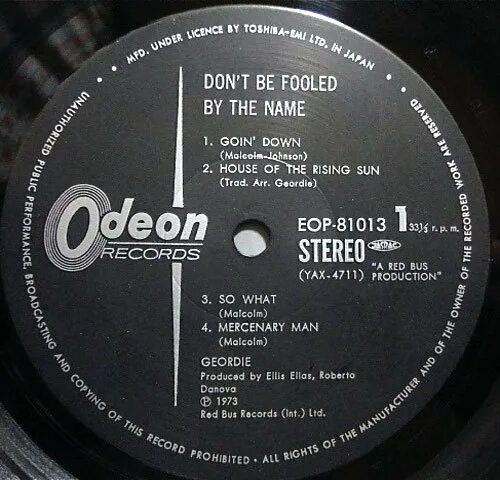 MFD. UNDER LICENCE BY TOSHIBA-EMI LTD. IN JAPAN •
DON'T BE FOOLED
BY THE NAME
1. GOIN' DOWN
(Malcolm-Johnson)
2. HOUSE OF THE RISING SUN
(Trad. Arr. Geordie)
Odeon
RECORDS
EOP-81013 1 33⅓ r. p. m.
STEREO
(YAX-4711) "A RED BUS
PRODUCTION"
3. SO WHAT
(Malcolm)
4. MERCENARY MAN
(Malcolm)
GEORDIE
Produced by Ellis Elias, Roberto
Danova
Ⓟ 1973
Red Bus Records (Int.) Ltd.
UNAUTHORIZED PUBLIC PERFORMANCE, BROADCASTING AND COPYING OF THIS RECORD PROHIBITED • ALL RIGHTS OF THE MANUFACTURER AND OF THE OWNER OF THE RECORDED WORK ARE RESERVED